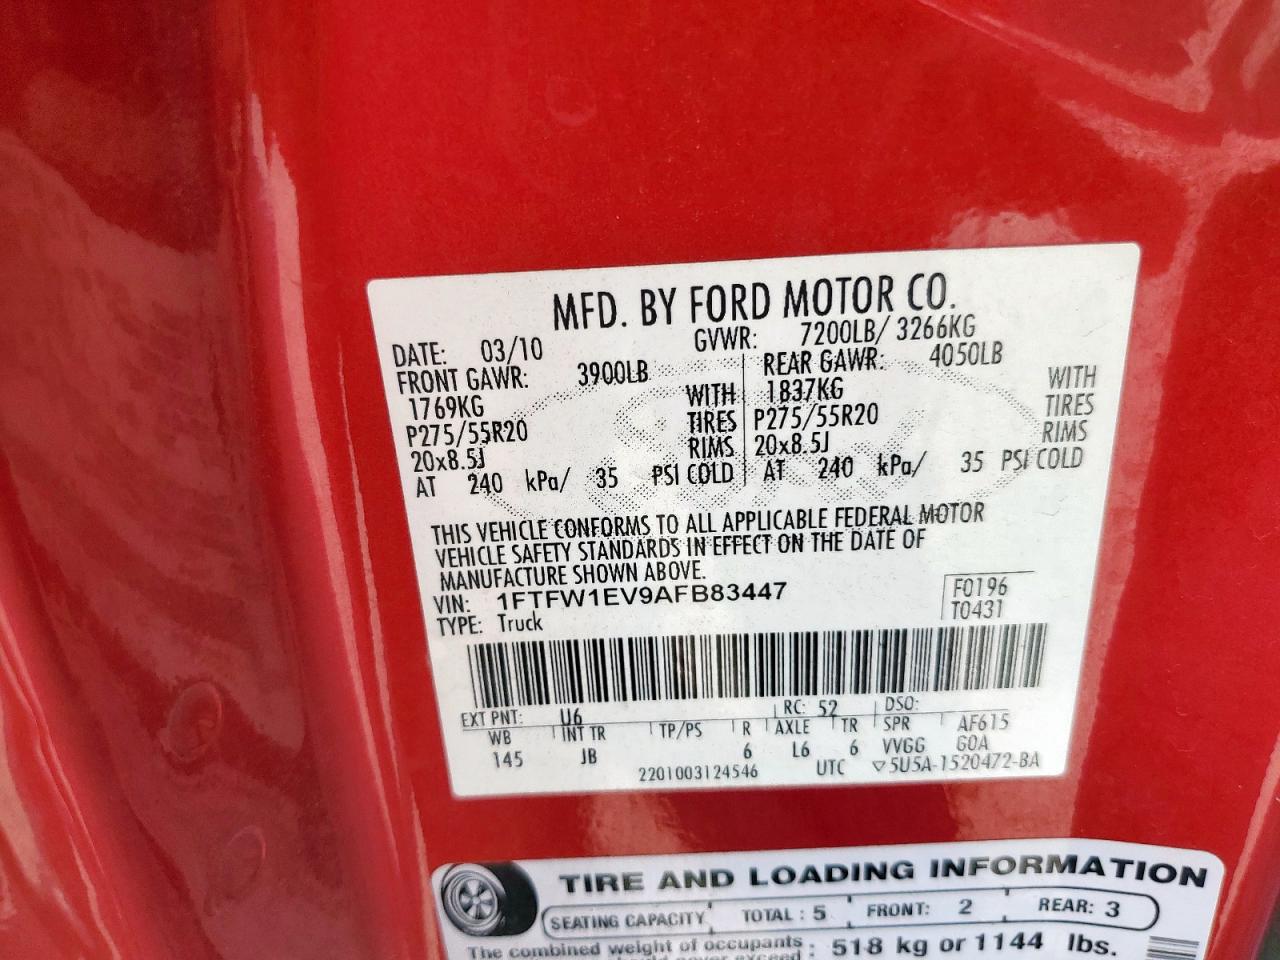 MFD. BY FORD MOTOR CO.
DATE: 03/10 GVWR: 7200LB/ 3266KG
FRONT GAWR: 3900LB REAR GAWR: 4050LB
1769KG WITH 1837KG WITH
P275/55R20 TIRES P275/55R20 TIRES
20x8.5J RIMS 20x8.5J RIMS
AT 240 kPa/ 35 PSI COLD AT 240 kPa/ 35 PSI COLD
THIS VEHICLE CONFORMS TO ALL APPLICABLE FEDERAL MOTOR
VEHICLE SAFETY STANDARDS IN EFFECT ON THE DATE OF
MANUFACTURE SHOWN ABOVE.
VIN: 1FTFW1EV9AFB83447 F0196
TYPE: Truck T0431
EXT PNT: U6 RC: 52 DSO:
WB INT TR TP/PS R AXLE TR SPR AF615
145 JB 6 L6 6 VVGG GOA
2201003124546 UTC ▽5U5A-1520472-BA
TIRE AND LOADING INFORMATION
SEATING CAPACITY TOTAL : 5 FRONT: 2 REAR: 3
The combined weight of occupants : 518 kg or 1144 lbs.